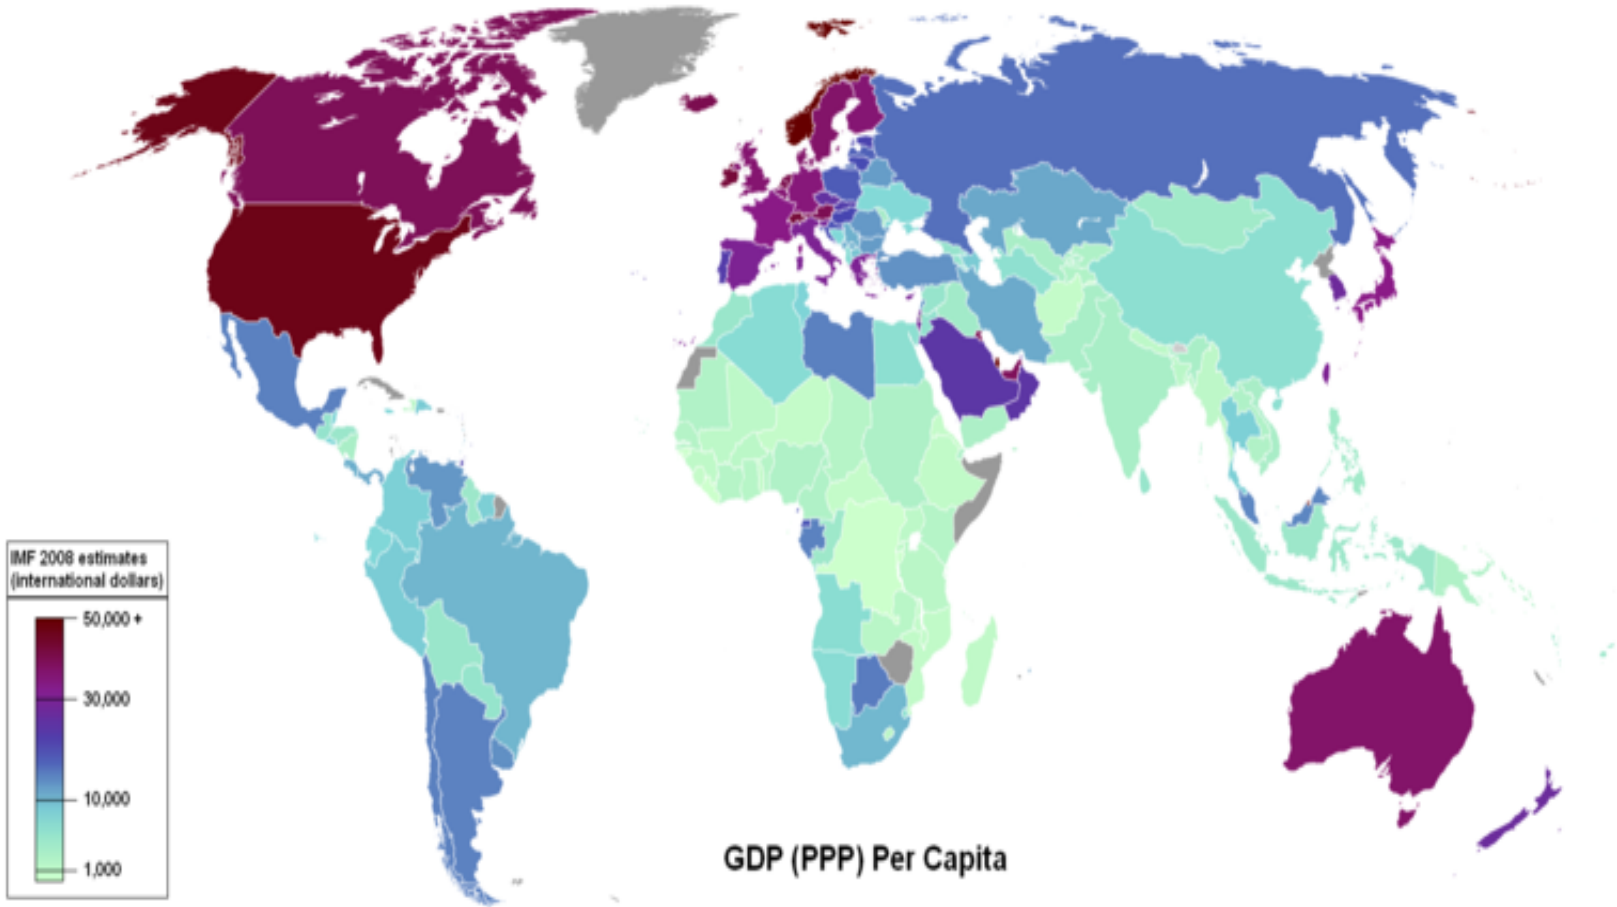 IMF 2008 estimates
(international dollars)
50,000 +
30,000
10,000
1,000
GDP (PPP) Per Capita